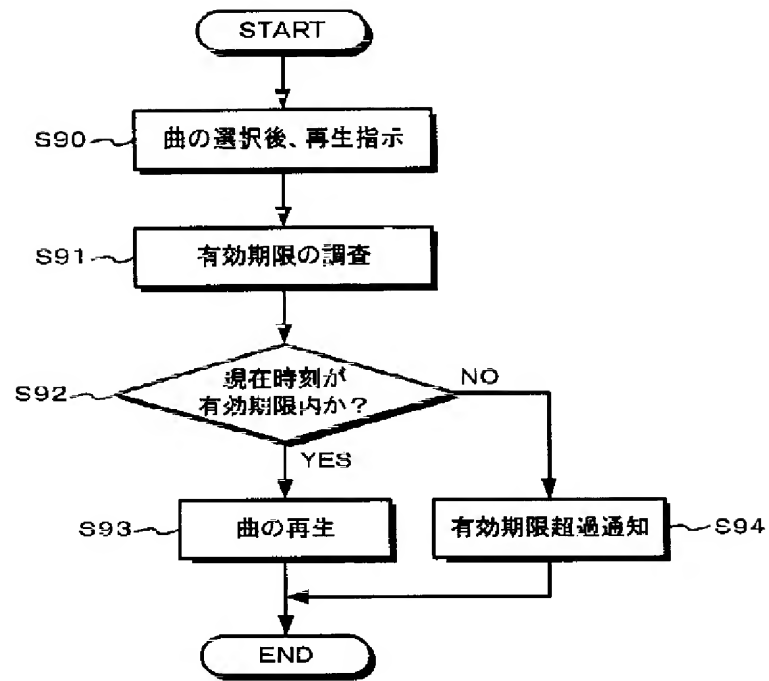 START
S90
曲の選択後、再生指示
S91
有効期限の調査
S92
現在時刻が
有効期限内か？
NO
YES
S93
曲の再生
有効期限超過通知
S94
END